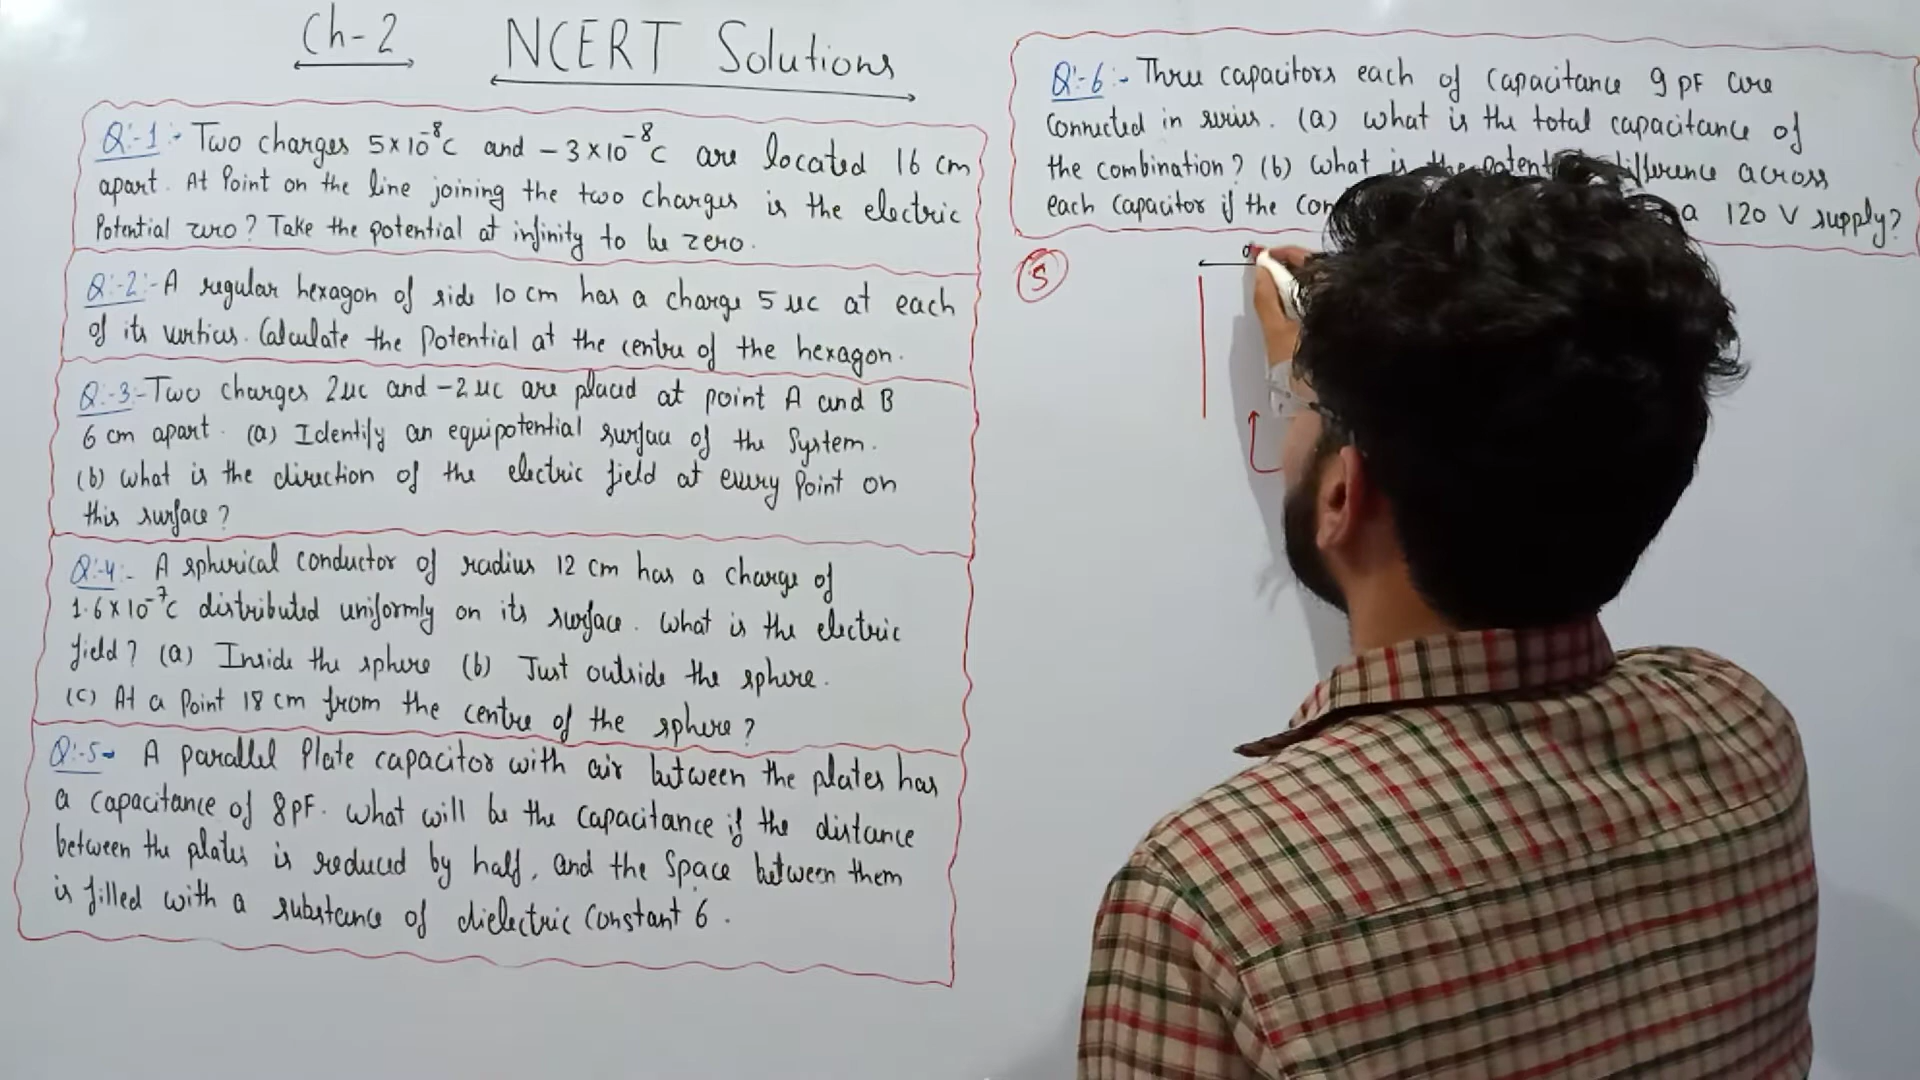 Ch-2 NCERT Solutions
Q:-1:- Two charges 5×10⁻⁸c and -3×10⁻⁸c are located 16 cm
apart. At Point on the line joining the two charges is the electric
Potential zero? Take the potential at infinity to be zero.
Q:-2:- A regular hexagon of side 10 cm has a charge 5 μc at each
of its vertices. Calculate the Potential at the centre of the hexagon.
Q:-3:- Two charges 2μc and -2μc are placed at point A and B
6 cm apart. (a) Identify an equipotential surface of the System.
(b) What is the direction of the electric field at every Point on
this surface?
Q:-4:- A spherical conductor of radius 12 cm has a charge of
1.6×10⁻⁷c distributed uniformly on its surface. What is the electric
field? (a) Inside the sphere (b) Just outside the sphere.
(c) At a Point 18 cm from the centre of the sphere?
Q:-5- A parallel Plate capacitor with air between the plates has
a capacitance of 8pF. What will be the capacitance if the distance
between the plates is reduced by half, and the Space between them
is filled with a substance of dielectric Constant 6.
Q:-6:- Three capacitors each of capacitance 9 pF are
Connected in series. (a) what is the total capacitance of
the combination? (b) What is the potential difference across
each capacitor if the a 120 V supply?
5